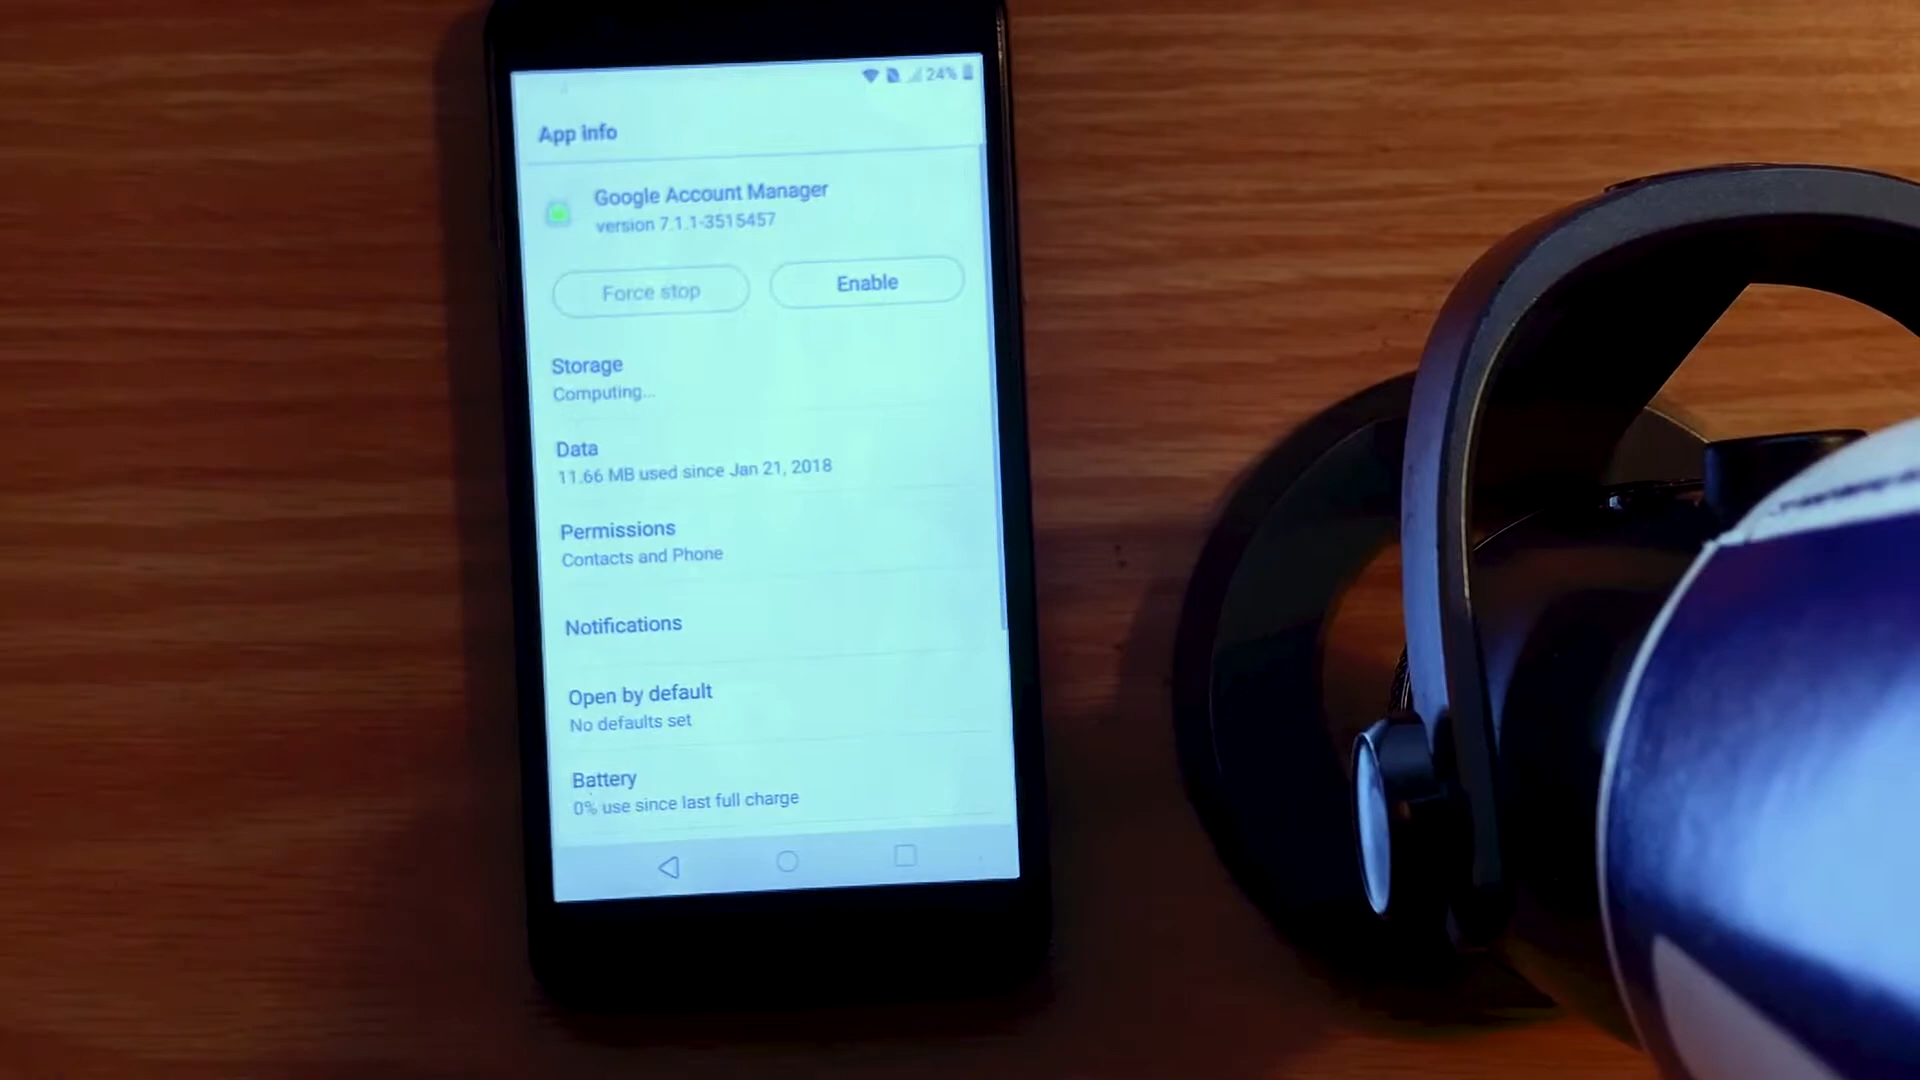 24%
App info
Google Account Manager
version 7.1.1-3515457
Force stop
Enable
Storage
Computing...
Data
11.66 MB used since Jan 21, 2018
Permissions
Contacts and Phone
Notifications
Open by default
No defaults set
Battery
0% use since last full charge